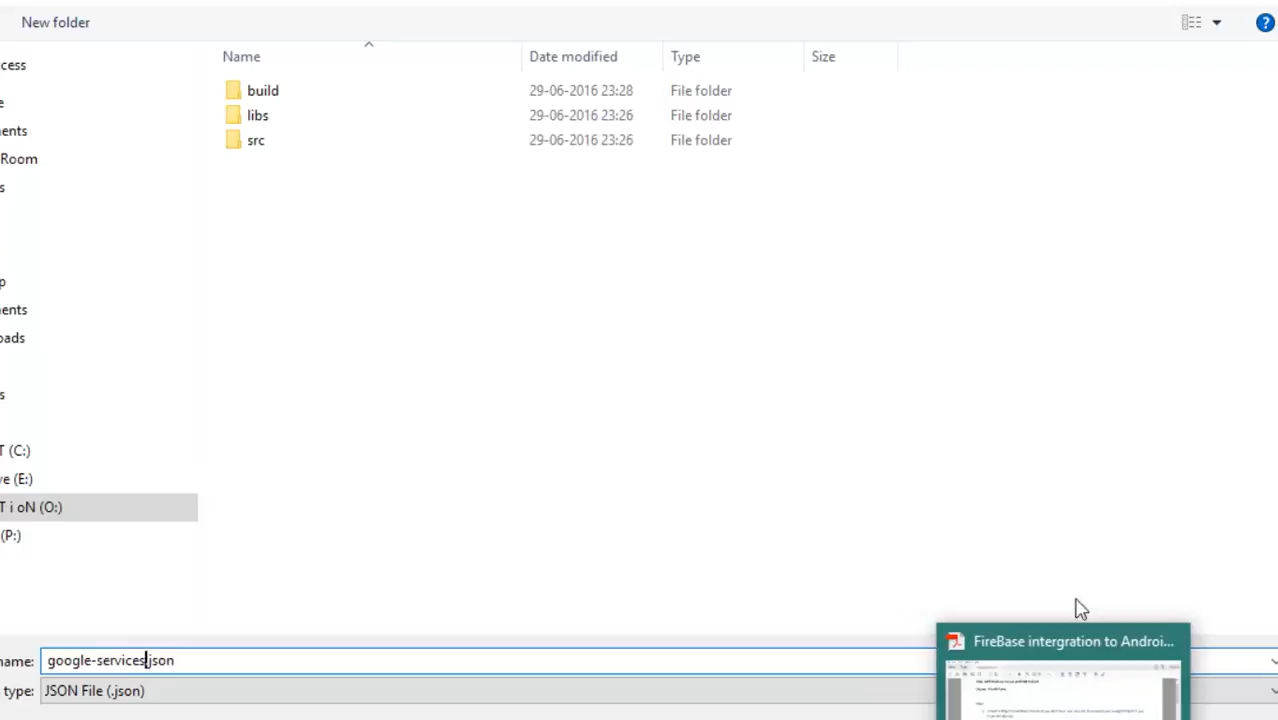 New folder
Name
Date modified
Type
Size
cess
build
29-06-2016 23:28
File folder
e
libs
29-06-2016 23:26
File folder
ents
src
29-06-2016 23:26
File folder
Room
s
p
ents
oads
s
T (C:)
ve (E:)
T i oN (O:)
(P:)
FireBase intergration to Androi...
name:
google-services.json
type:
JSON File (.json)